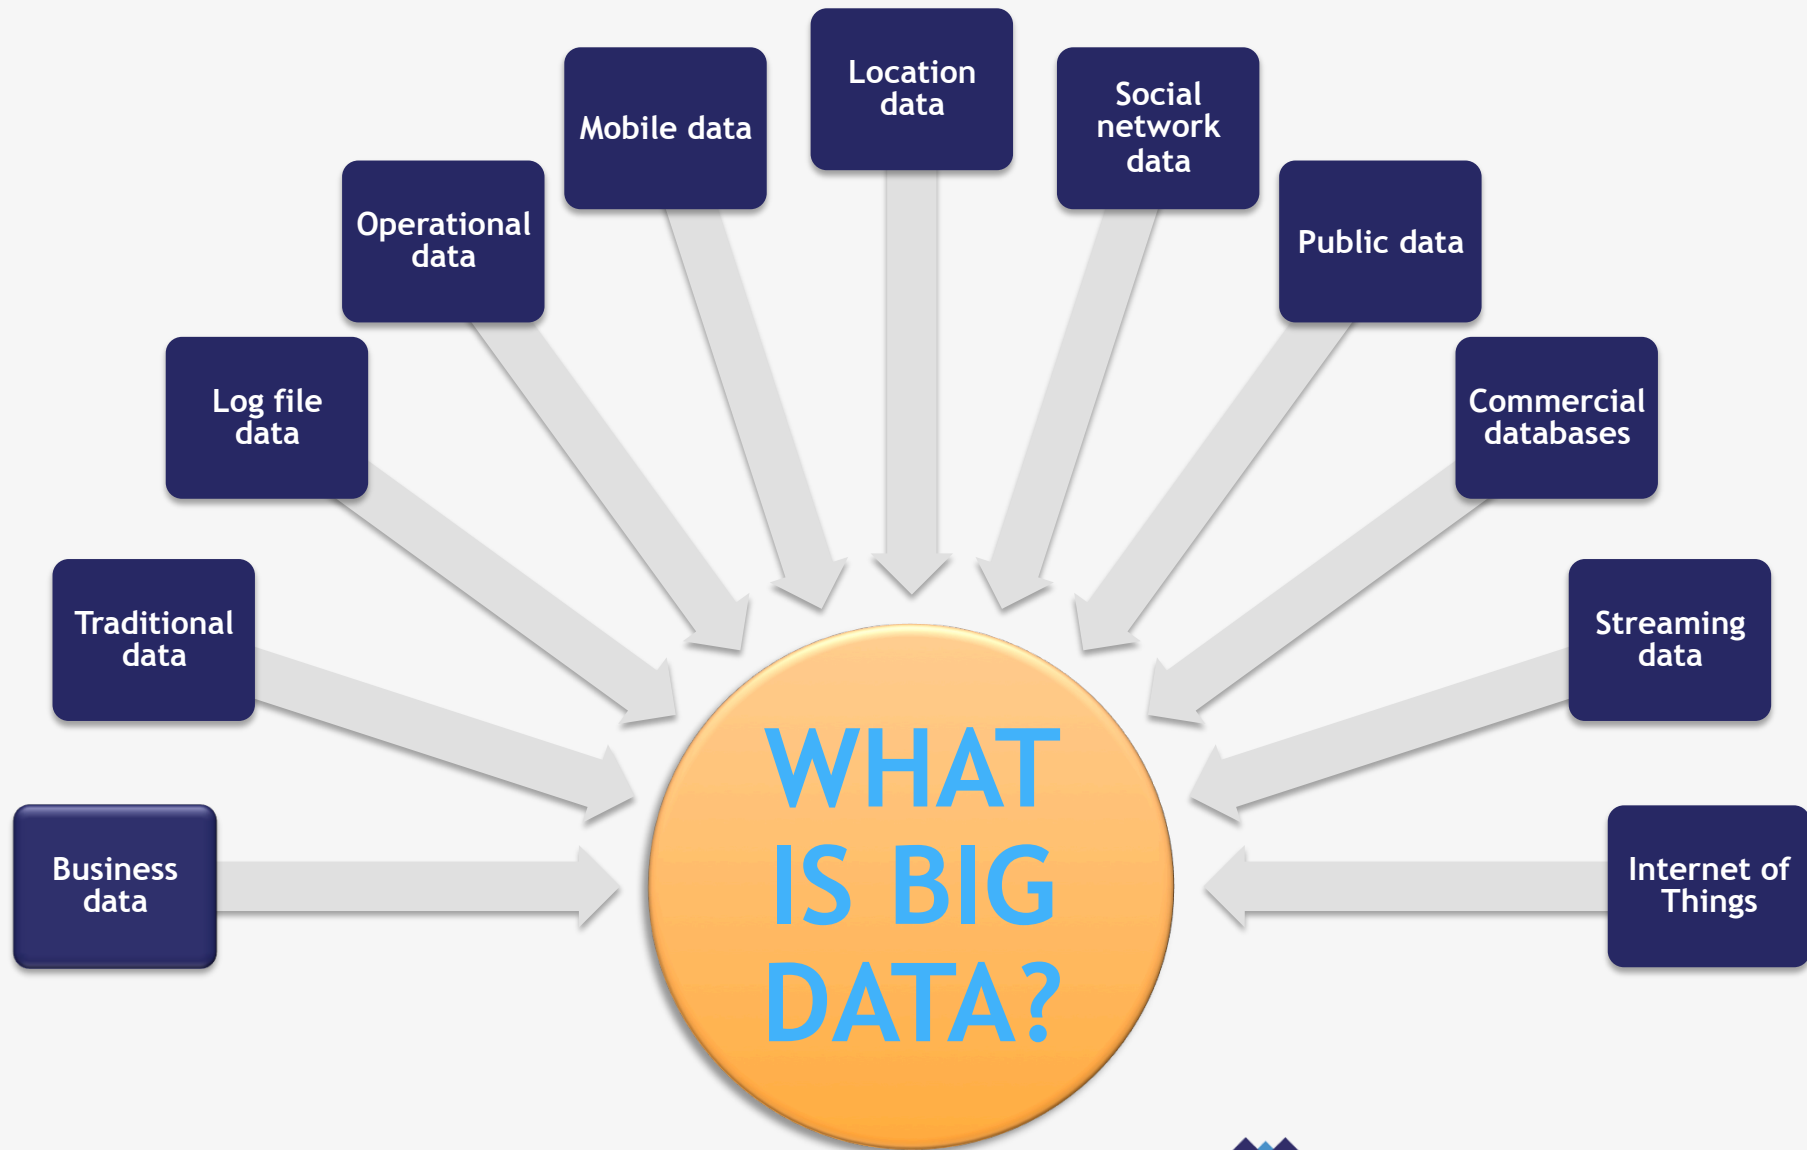 Location
data
Mobile data
Social
network
data
Operational
data
Public data
Log file
data
Commercial
databases
Traditional
data
Streaming
data
Business
data
Internet of
Things
WHAT
IS BIG
DATA?